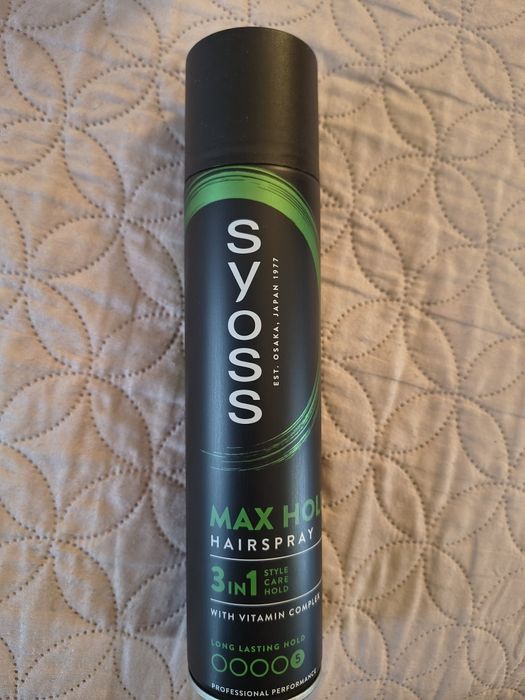 syoss
EST. OSAKA, JAPAN 1977
MAX HOL
HAIRSPRAY
3 IN 1
STYLE
CARE
HOLD
WITH VITAMIN COMPLEX
LONG LASTING HOLD
5
PROFESSIONAL PERFORMANCE